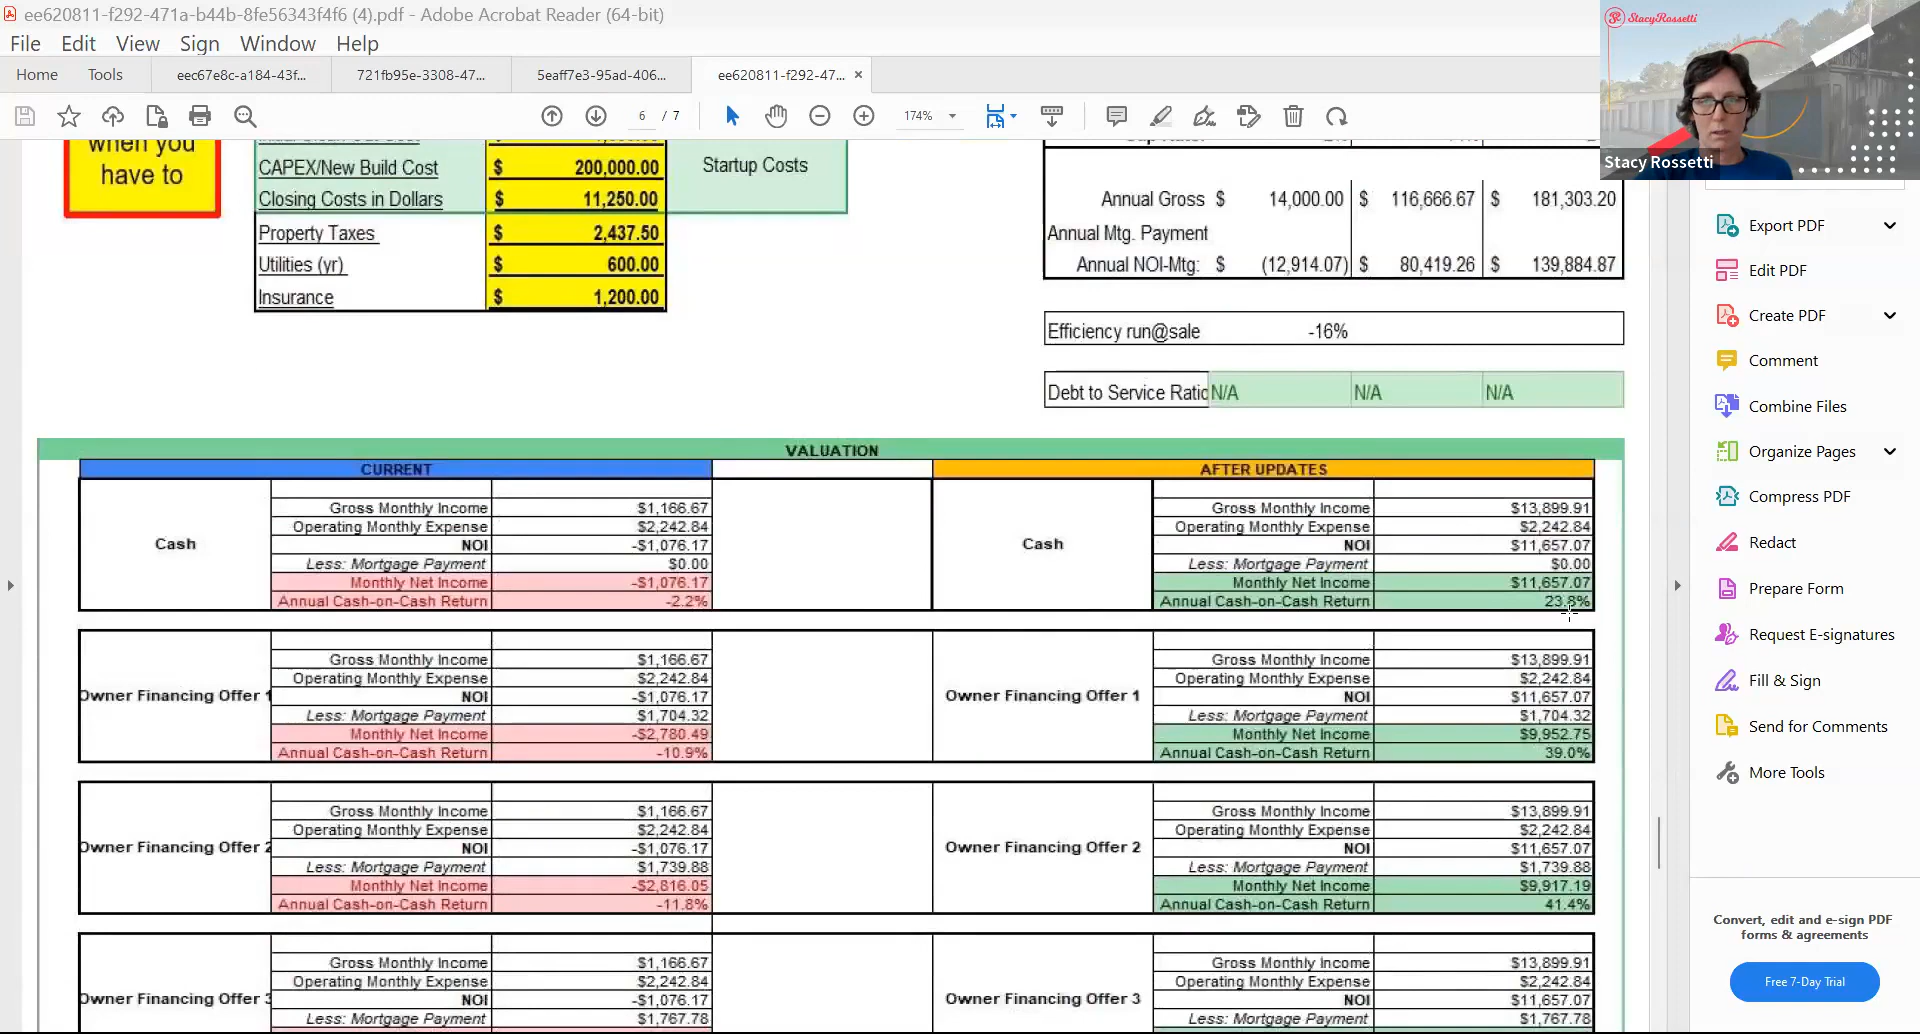 ee620811-f292-471a-b44b-8fe56343f4f6 (4).pdf - Adobe Acrobat Reader (64-bit)
File Edit View Sign Window Help
Home Tools eec67e8c-a184-43f... 721fb95e-3308-47... 5eaff7e3-95ad-406... ee620811-f292-47... ×
6 / 7 174%
StacyRossetti
Stacy Rossetti
when you
have to
CAPEX/New Build Cost $ 200,000.00
Closing Costs in Dollars $ 11,250.00
Startup Costs
Property Taxes $ 2,437.50
Utilities (yr) $ 600.00
Insurance $ 1,200.00
Annual Gross $ 14,000.00 $ 116,666.67 $ 181,303.20
Annual Mtg. Payment
Annual NOI-Mtg: $ (12,914.07) $ 80,419.26 $ 139,884.87
Efficiency run@sale -16%
Debt to Service Ratio N/A N/A N/A
VALUATION
CURRENT AFTER UPDATES
Cash
Gross Monthly Income $1,166.67
Operating Monthly Expense $2,242.84
NOI -$1,076.17
Less: Mortgage Payment $0.00
Monthly Net Income -$1,076.17
Annual Cash-on-Cash Return -2.2%
Cash
Gross Monthly Income $13,899.91
Operating Monthly Expense $2,242.84
NOI $11,657.07
Less: Mortgage Payment $0.00
Monthly Net Income $11,657.07
Annual Cash-on-Cash Return 23.8%
Owner Financing Offer 1
Gross Monthly Income $1,166.67
Operating Monthly Expense $2,242.84
NOI -$1,076.17
Less: Mortgage Payment $1,704.32
Monthly Net Income -$2,780.49
Annual Cash-on-Cash Return -10.9%
Owner Financing Offer 1
Gross Monthly Income $13,899.91
Operating Monthly Expense $2,242.84
NOI $11,657.07
Less: Mortgage Payment $1,704.32
Monthly Net Income $9,952.75
Annual Cash-on-Cash Return 39.0%
Owner Financing Offer 2
Gross Monthly Income $1,166.67
Operating Monthly Expense $2,242.84
NOI -$1,076.17
Less: Mortgage Payment $1,739.88
Monthly Net Income -$2,816.05
Annual Cash-on-Cash Return -11.8%
Owner Financing Offer 2
Gross Monthly Income $13,899.91
Operating Monthly Expense $2,242.84
NOI $11,657.07
Less: Mortgage Payment $1,739.88
Monthly Net Income $9,917.19
Annual Cash-on-Cash Return 41.4%
Owner Financing Offer 3
Gross Monthly Income $1,166.67
Operating Monthly Expense $2,242.84
NOI -$1,076.17
Less: Mortgage Payment $1,767.78
Owner Financing Offer 3
Gross Monthly Income $13,899.91
Operating Monthly Expense $2,242.84
NOI $11,657.07
Less: Mortgage Payment $1,767.78
Export PDF
Edit PDF
Create PDF
Comment
Combine Files
Organize Pages
Compress PDF
Redact
Prepare Form
Request E-signatures
Fill & Sign
Send for Comments
More Tools
Convert, edit and e-sign PDF
forms & agreements
Free 7-Day Trial